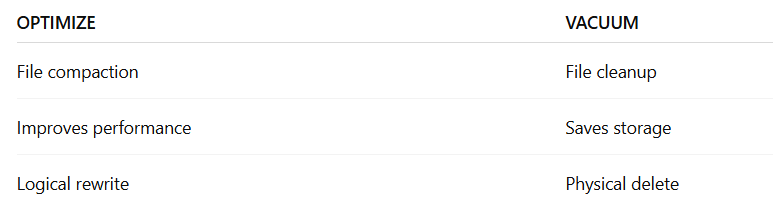 OPTIMIZE VACUUM
File compaction File cleanup
Improves performance Saves storage
Logical rewrite Physical delete